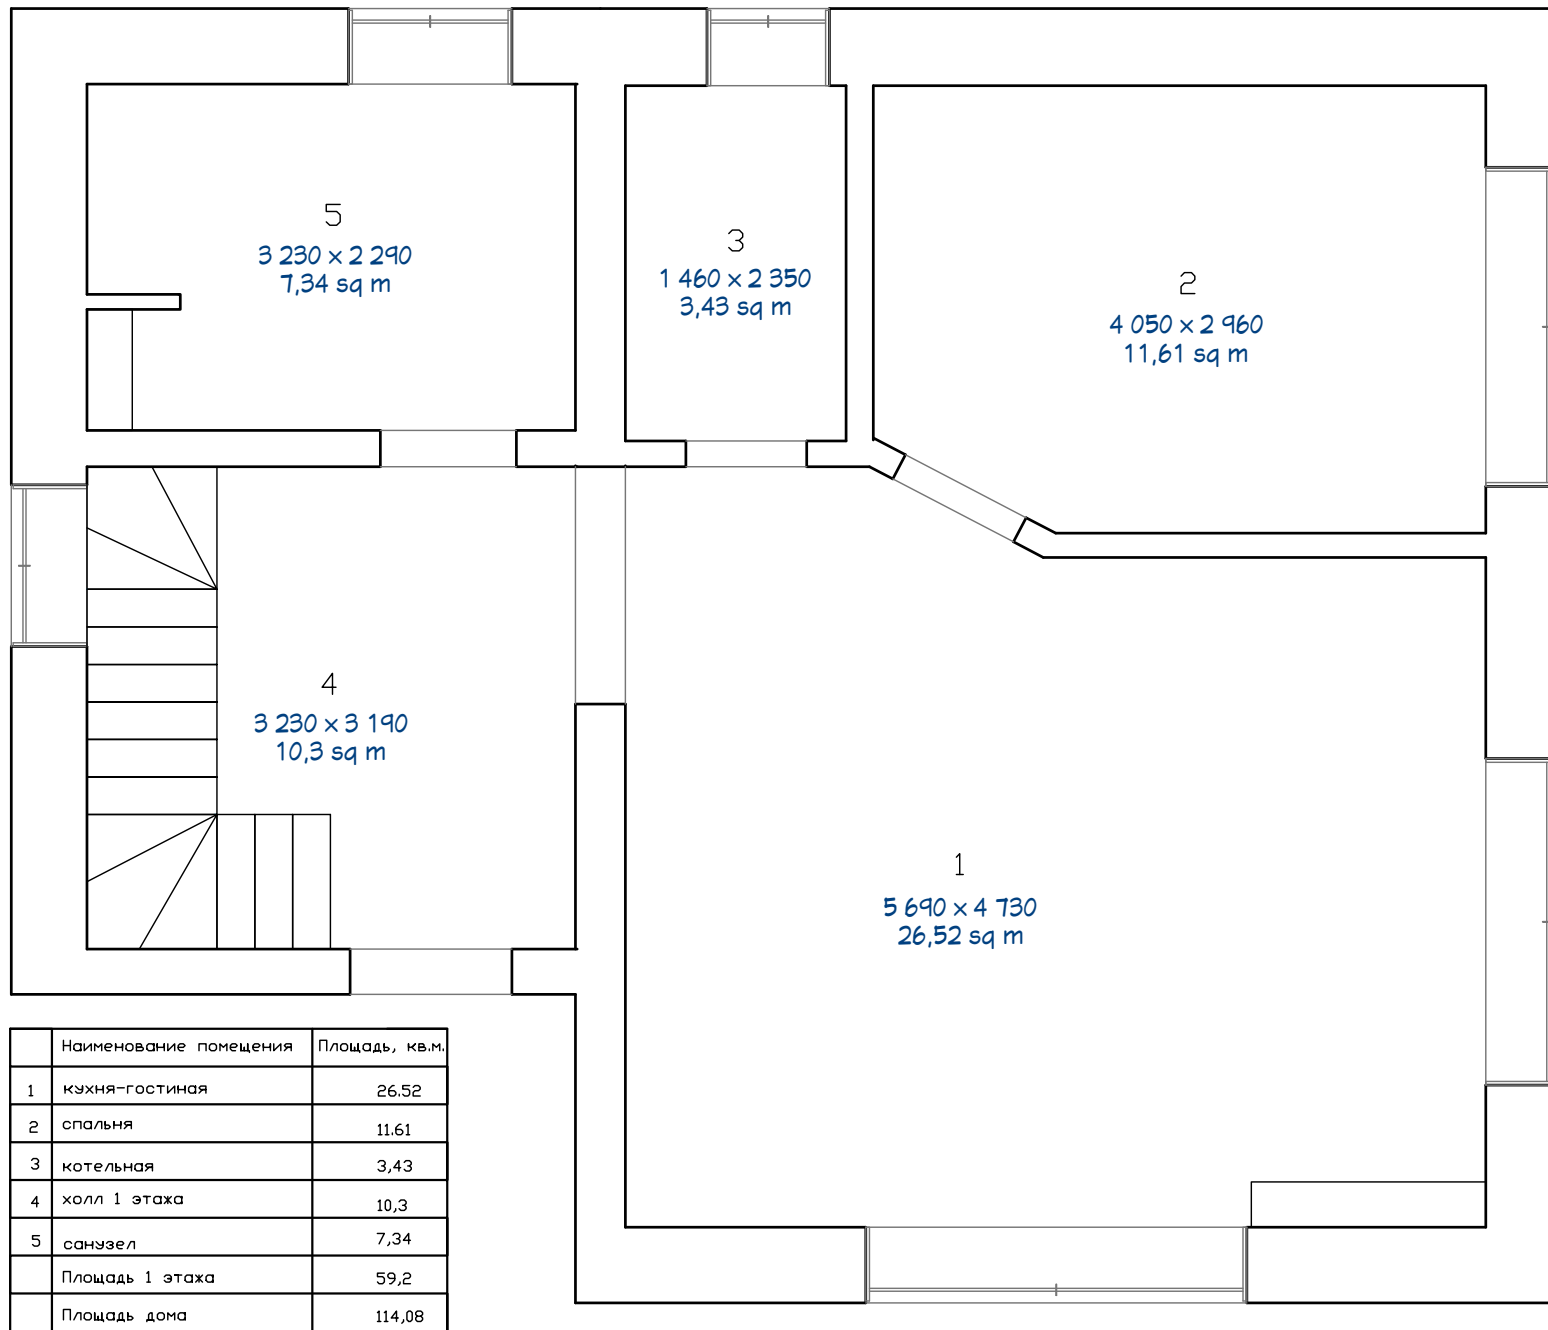 5
3 230 × 2 290
7,34 sq m
3
1 460 × 2 350
3,43 sq m
2
4 050 × 2 960
11,61 sq m
4
3 230 × 3 190
10,3 sq m
1
5 690 × 4 730
26,52 sq m
Наименование помещения Площадь, кв.м.
1 кухня-гостиная 26.52
2 спальня 11.61
3 котельная 3,43
4 холл 1 этажа 10,3
5 санузел 7,34
Площадь 1 этажа 59,2
Площадь дома 114,08